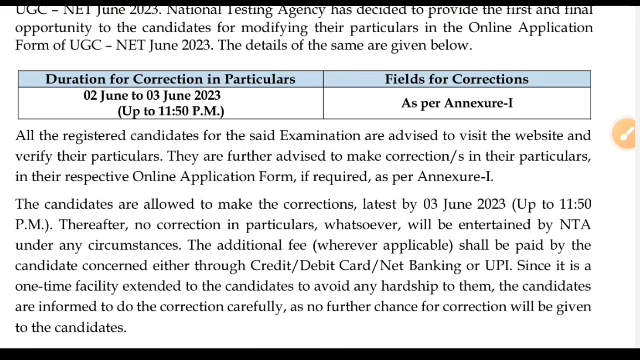 UGC – NET June 2023. National Testing Agency has decided to provide the first and final
opportunity to the candidates for modifying their particulars in the Online Application
Form of UGC – NET June 2023. The details of the same are given below.
Duration for Correction in Particulars Fields for Corrections
02 June to 03 June 2023
(Up to 11:50 P.M.) As per Annexure-I
All the registered candidates for the said Examination are advised to visit the website and
verify their particulars. They are further advised to make correction/s in their particulars,
in their respective Online Application Form, if required, as per Annexure-I.
The candidates are allowed to make the corrections, latest by 03 June 2023 (Up to 11:50
P.M.). Thereafter, no correction in particulars, whatsoever, will be entertained by NTA
under any circumstances. The additional fee (wherever applicable) shall be paid by the
candidate concerned either through Credit/Debit Card/Net Banking or UPI. Since it is a
one-time facility extended to the candidates to avoid any hardship to them, the candidates
are informed to do the correction carefully, as no further chance for correction will be given
to the candidates.